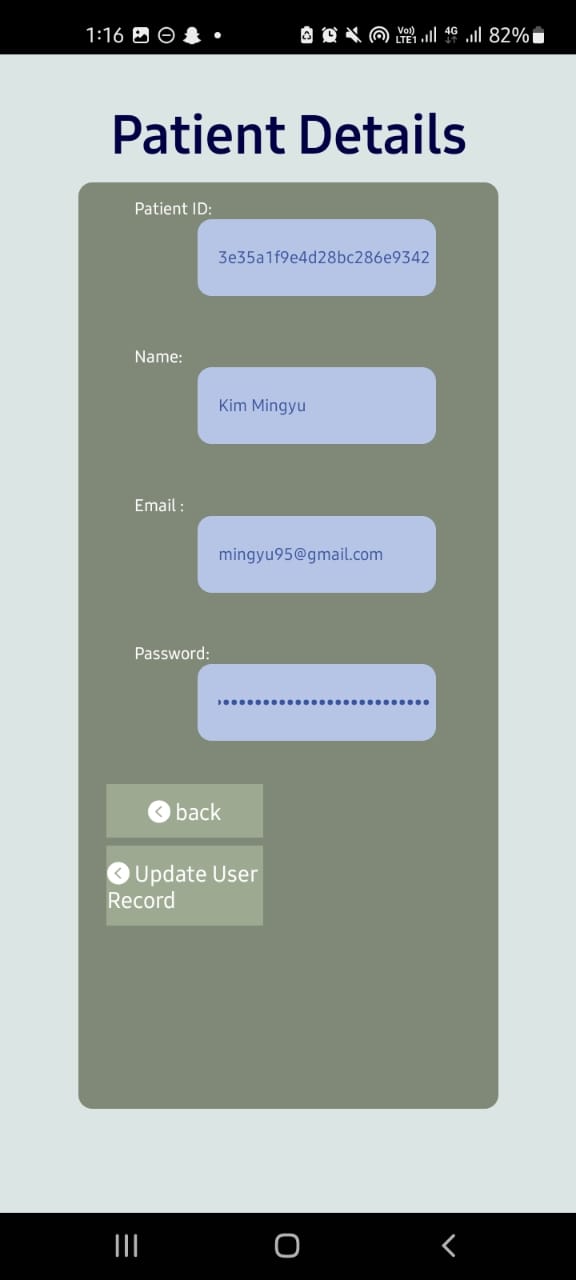 1:16
Vo)) LTE1
4G
82%
Patient Details
Patient ID:
3e35a1f9e4d28bc286e9342
Name:
Kim Mingyu
Email :
mingyu95@gmail.com
Password:
••••••••••••••••••••••••••
back
Update User
Record